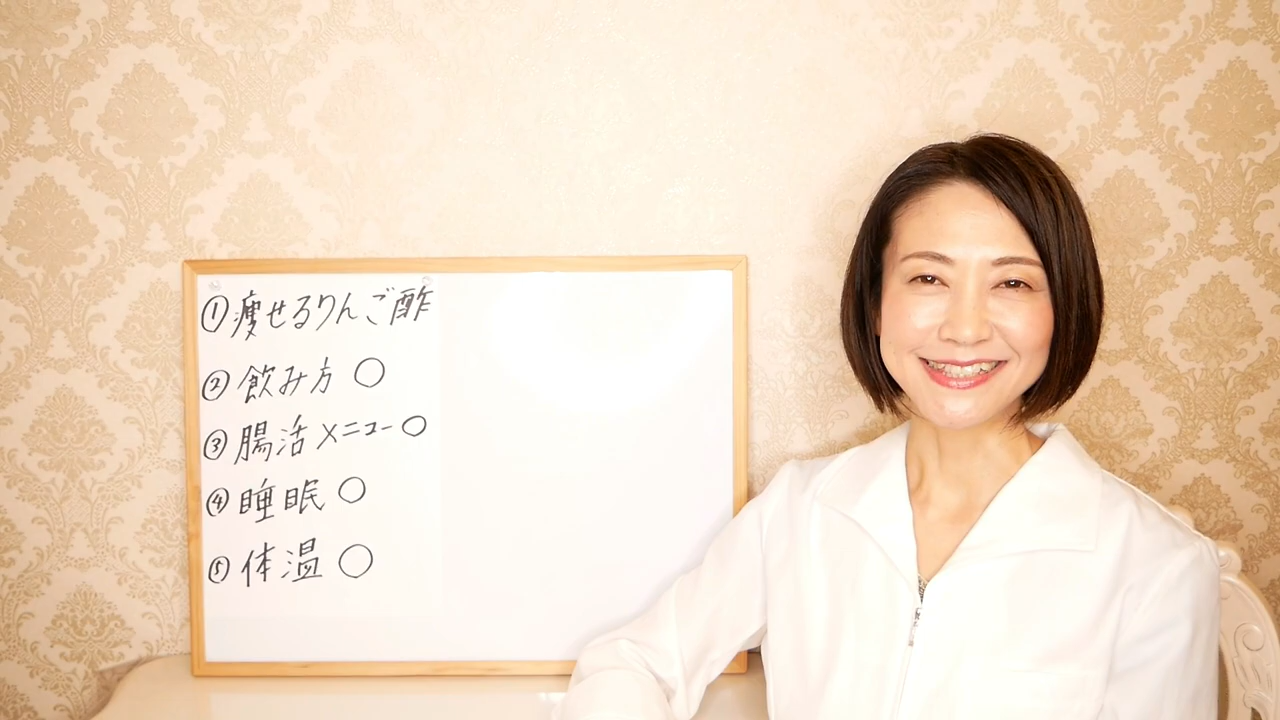 ①痩せるりんご酢
②飲み方 ○
③腸活メニュー○
④睡眠 ○
⑤体温 ○